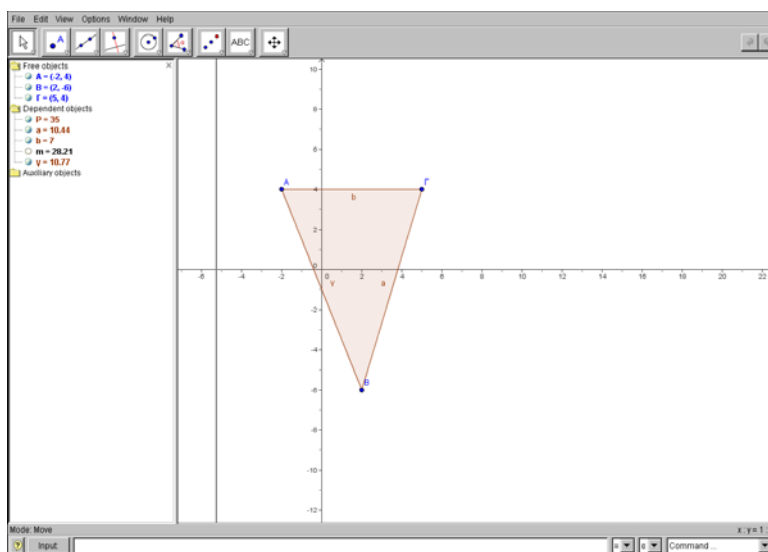 File Edit View Options Window Help
A
ABC
Free objects
A = (-2, 4)
B = (2, -6)
Γ = (5, 4)
Dependent objects
P = 35
a = 10.44
b = 7
m = 28.21
γ = 10.77
Auxiliary objects
10
8
6
A
4
Γ
b
2
0
-6 -4 -2 0 2 4 6 8 10 12 14 16 18 20 22
γ
a
-2
-4
B
-6
-8
-10
-12
Mode: Move
x : y = 1 :
Input:
Command ...